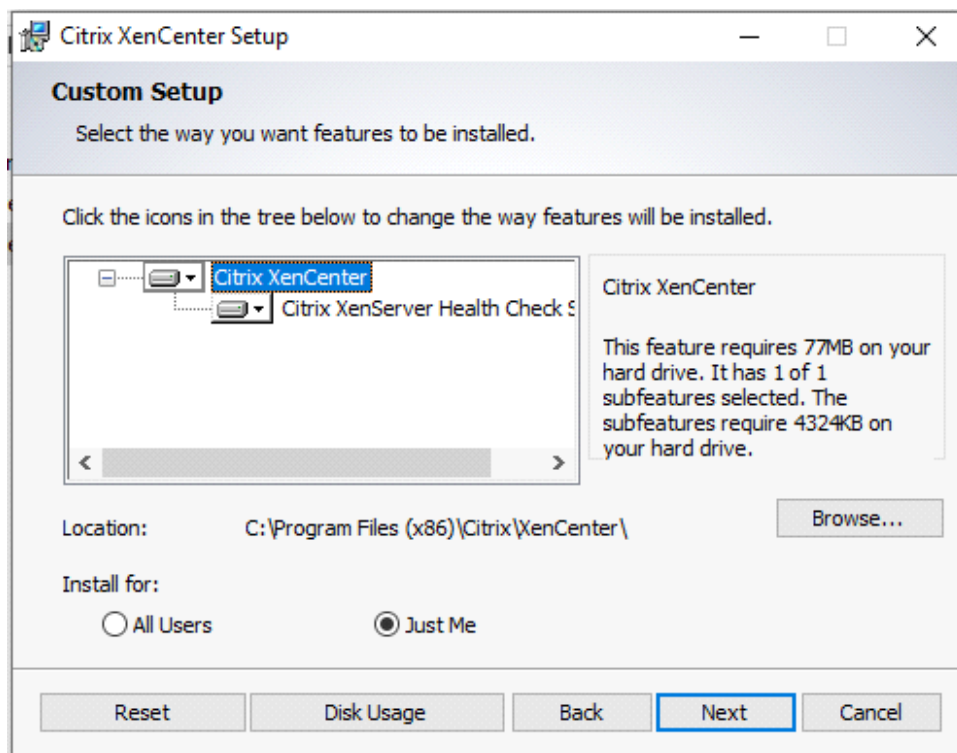 Citrix XenCenter Setup
Custom Setup
Select the way you want features to be installed.
Click the icons in the tree below to change the way features will be installed.
Citrix XenCenter
Citrix XenServer Health Check S
Citrix XenCenter
This feature requires 77MB on your
hard drive. It has 1 of 1
subfeatures selected. The
subfeatures require 4324KB on
your hard drive.
Location: C:\Program Files (x86)\Citrix\XenCenter\
Browse...
Install for:
All Users Just Me
Reset Disk Usage Back Next Cancel